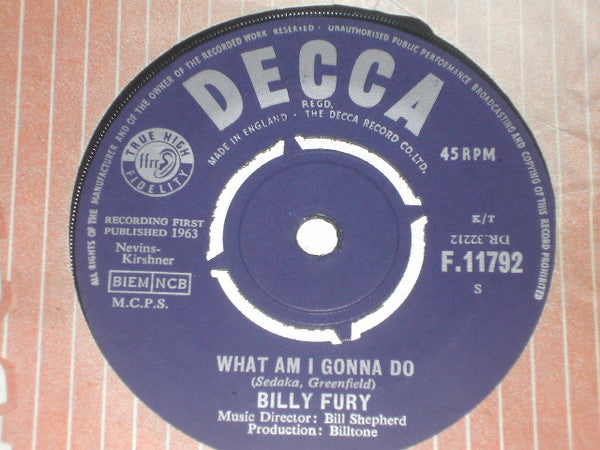 ALL RIGHTS OF THE MANUFACTURER AND OF THE OWNER OF THE RECORDED WORK RESERVED · UNAUTHORISED PUBLIC PERFORMANCE BROADCASTING AND COPYING OF THIS RECORD PROHIBITED
DECCA
REGD.
MADE IN ENGLAND · THE DECCA RECORD CO. LTD.
TRUE HIGH
ffrr
FIDELITY
45 RPM
RECORDING FIRST
PUBLISHED 1963
Nevins-
Kirshner
BIEM NCB
M.C.P.S.
K/T
DR.32212
F.11792
S
WHAT AM I GONNA DO
(Sedaka, Greenfield)
BILLY FURY
Music Director: Bill Shepherd
Production: Billtone